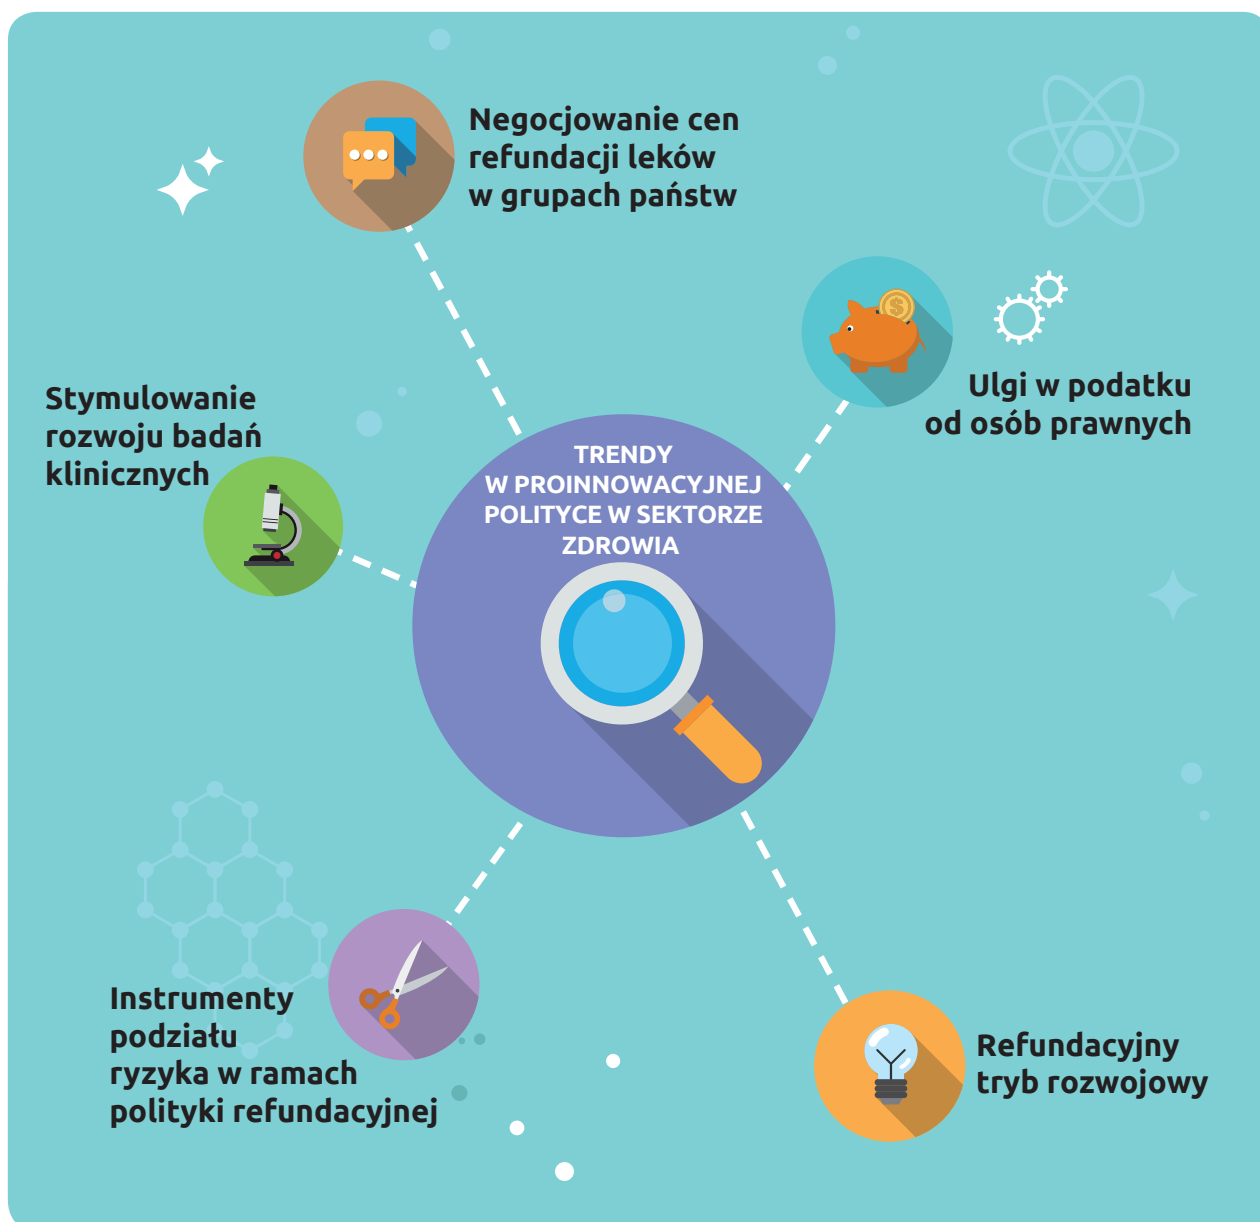 Negocjowanie cen
refundacji leków
w grupach państw
Ulgi w podatku
od osób prawnych
Stymulowanie
rozwoju badań
klinicznych
TRENDY
W PROINNOWACYJNEJ
POLITYCE W SEKTORZE
ZDROWIA
Instrumenty
podziału
ryzyka w ramach
polityki refundacyjnej
Refundacyjny
tryb rozwojowy